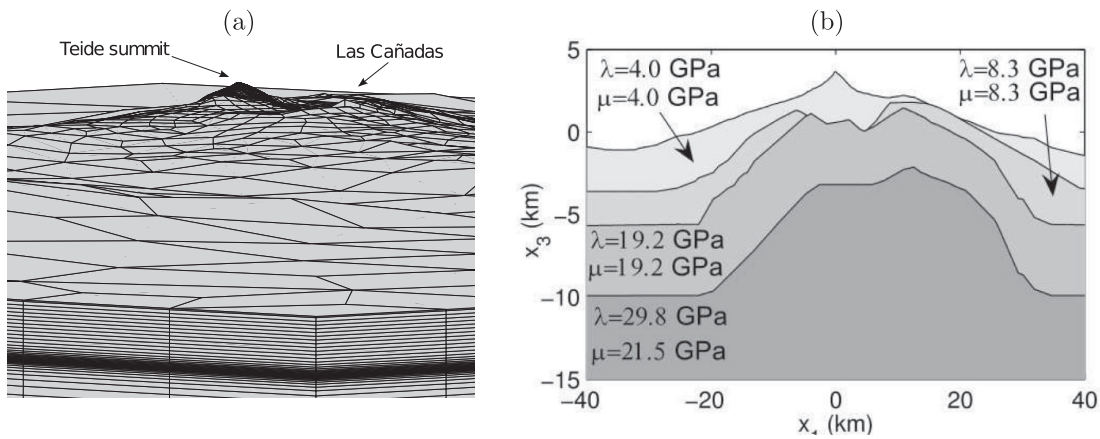 (a)
Teide summit
Las Cañadas
(b)
5
0
−5
−10
−15
x3 (km)
λ=4.0 GPa
μ=4.0 GPa
λ=8.3 GPa
μ=8.3 GPa
λ=19.2 GPa
μ=19.2 GPa
λ=29.8 GPa
μ=21.5 GPa
−40 −20 0 20 40
x1 (km)